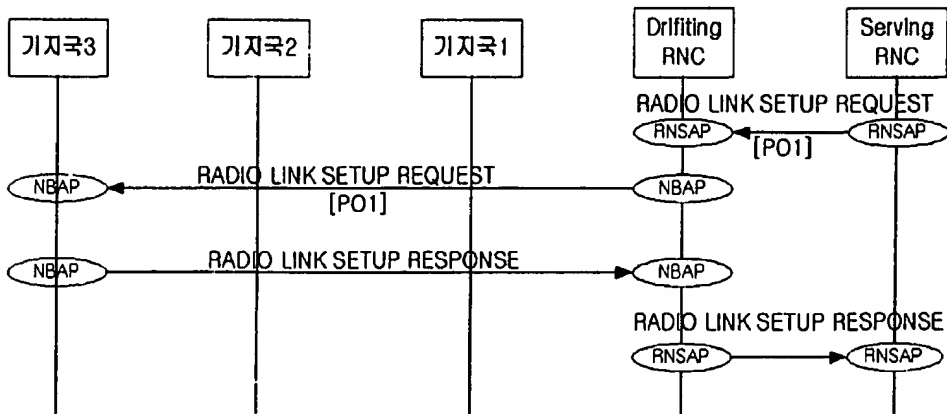 기지국3
기지국2
기지국1
Drifiting
RNC
Serving
RNC
RADIO LINK SETUP REQUEST
RNSAP
RNSAP
[PO1]
RADIO LINK SETUP REQUEST
NBAP
NBAP
[PO1]
RADIO LINK SETUP RESPONSE
NBAP
NBAP
RADIO LINK SETUP RESPONSE
RNSAP
RNSAP